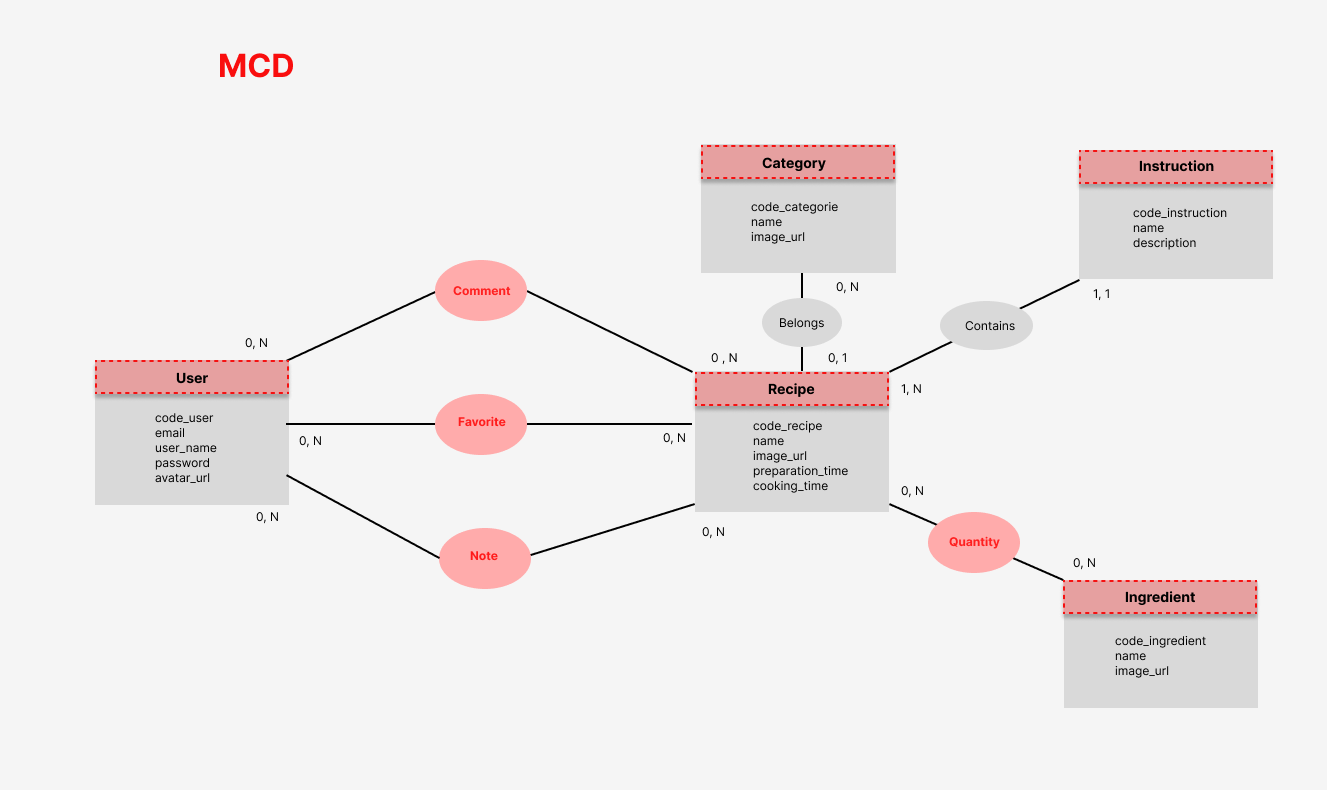 MCD
Category
code_categorie
name
image_url
0, N
Instruction
code_instruction
name
description
1, 1
Comment
Belongs
Contains
0, N
0 , N
0, 1
1, N
User
code_user
email
user_name
password
avatar_url
0, N
0, N
Favorite
0, N
Recipe
code_recipe
name
image_url
preparation_time
cooking_time
0, N
0, N
Note
Quantity
0, N
Ingredient
code_ingredient
name
image_url